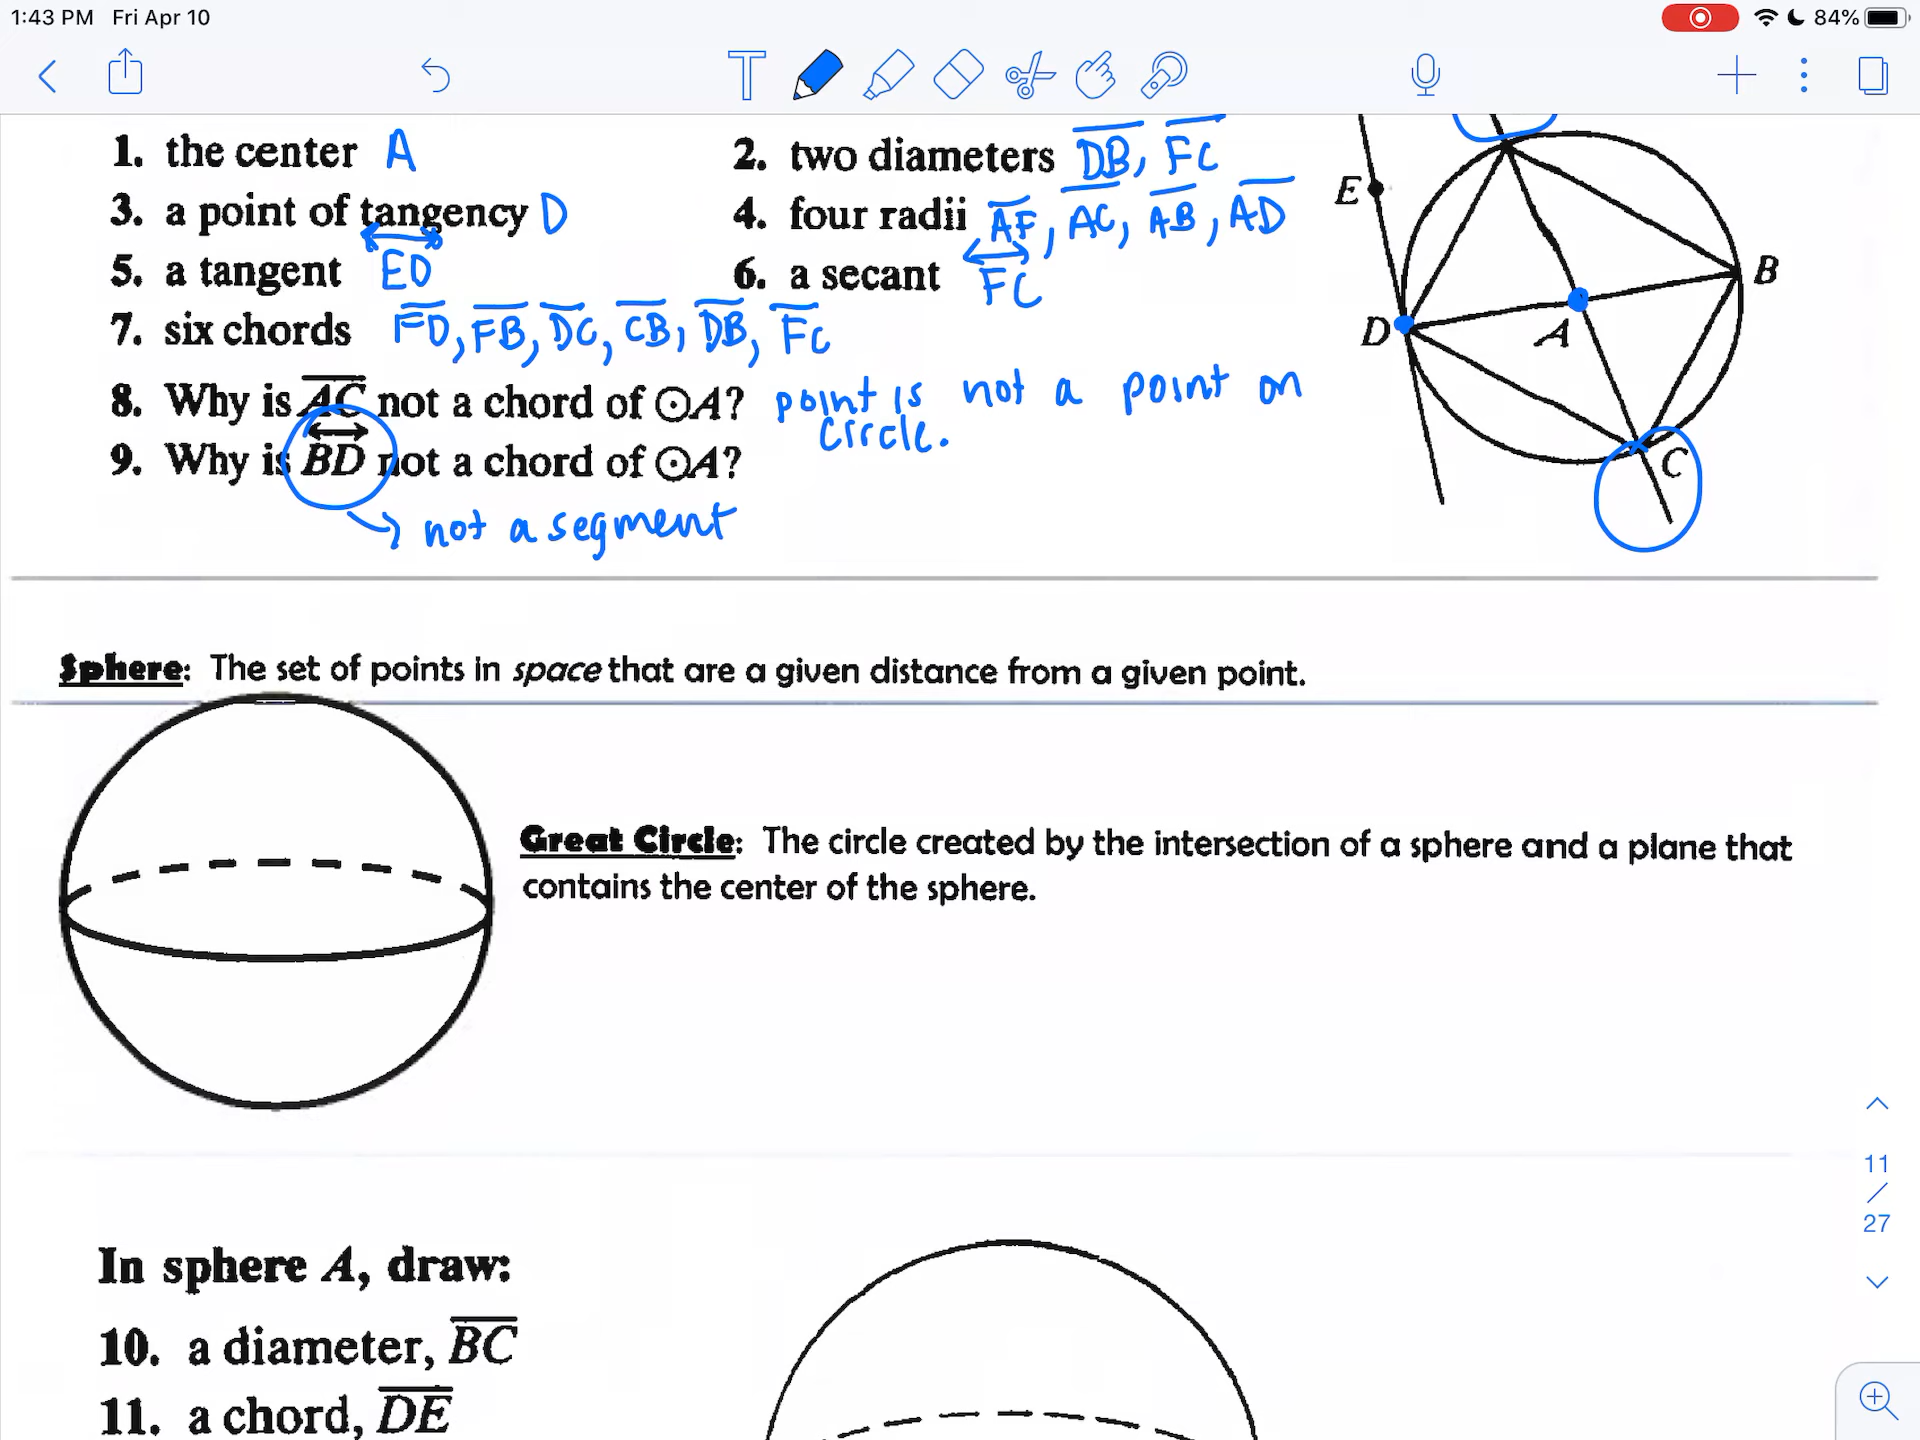 1:43 PM Fri Apr 10 84%
T
1. the center A
2. two diameters DB, FC
3. a point of tangency D
4. four radii AF, AC, AB, AD
5. a tangent ED
6. a secant FC
7. six chords FD, FB, DC, CB, DB, FC
8. Why is AC not a chord of ⊙A? point is not a point on
circle.
9. Why is BD not a chord of ⊙A?
not a segment
E
B
D
A
C
Sphere: The set of points in space that are a given distance from a given point.
Great Circle: The circle created by the intersection of a sphere and a plane that
contains the center of the sphere.
11
/
27
In sphere A, draw:
10. a diameter, BC
11. a chord, DE